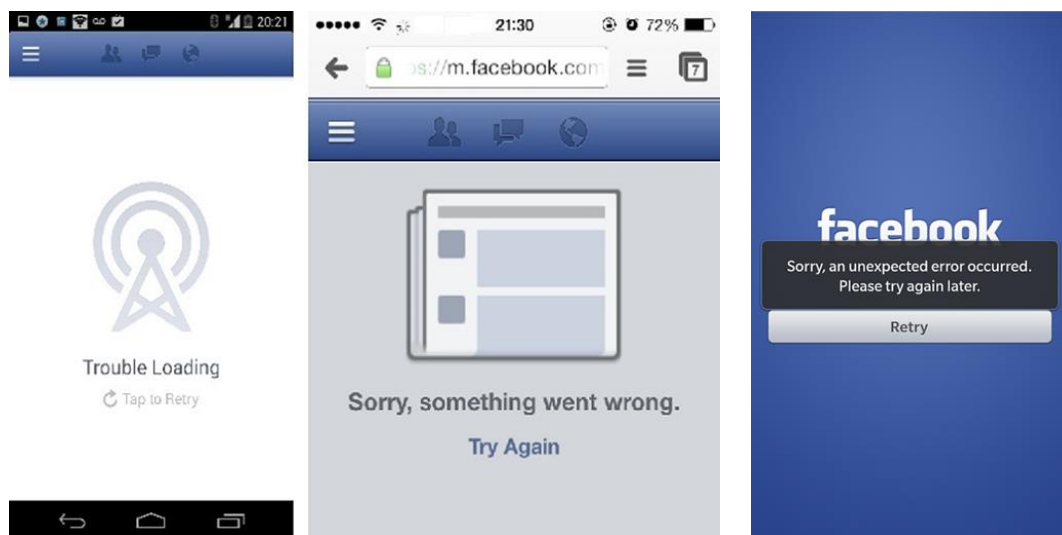 20:21
Trouble Loading
Tap to Retry
21:30
72%
s://m.facebook.com
7
Sorry, something went wrong.
Try Again
facebook
Sorry, an unexpected error occurred.
Please try again later.
Retry